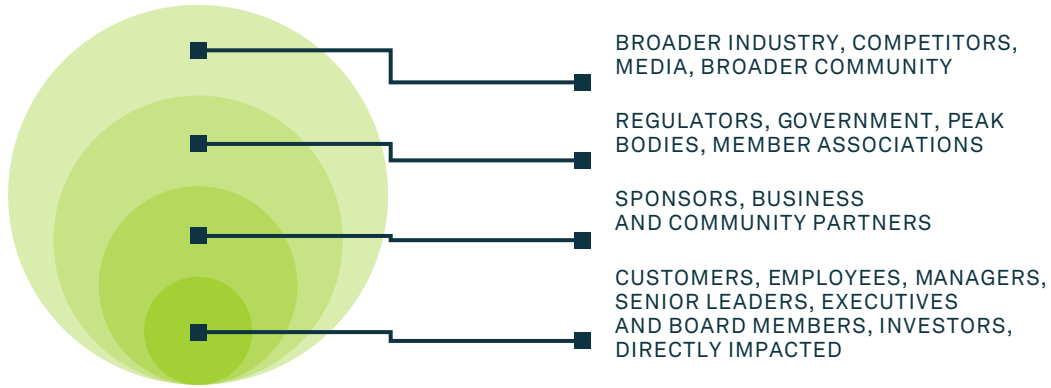 BROADER INDUSTRY, COMPETITORS,
MEDIA, BROADER COMMUNITY
REGULATORS, GOVERNMENT, PEAK
BODIES, MEMBER ASSOCIATIONS
SPONSORS, BUSINESS
AND COMMUNITY PARTNERS
CUSTOMERS, EMPLOYEES, MANAGERS,
SENIOR LEADERS, EXECUTIVES
AND BOARD MEMBERS, INVESTORS,
DIRECTLY IMPACTED